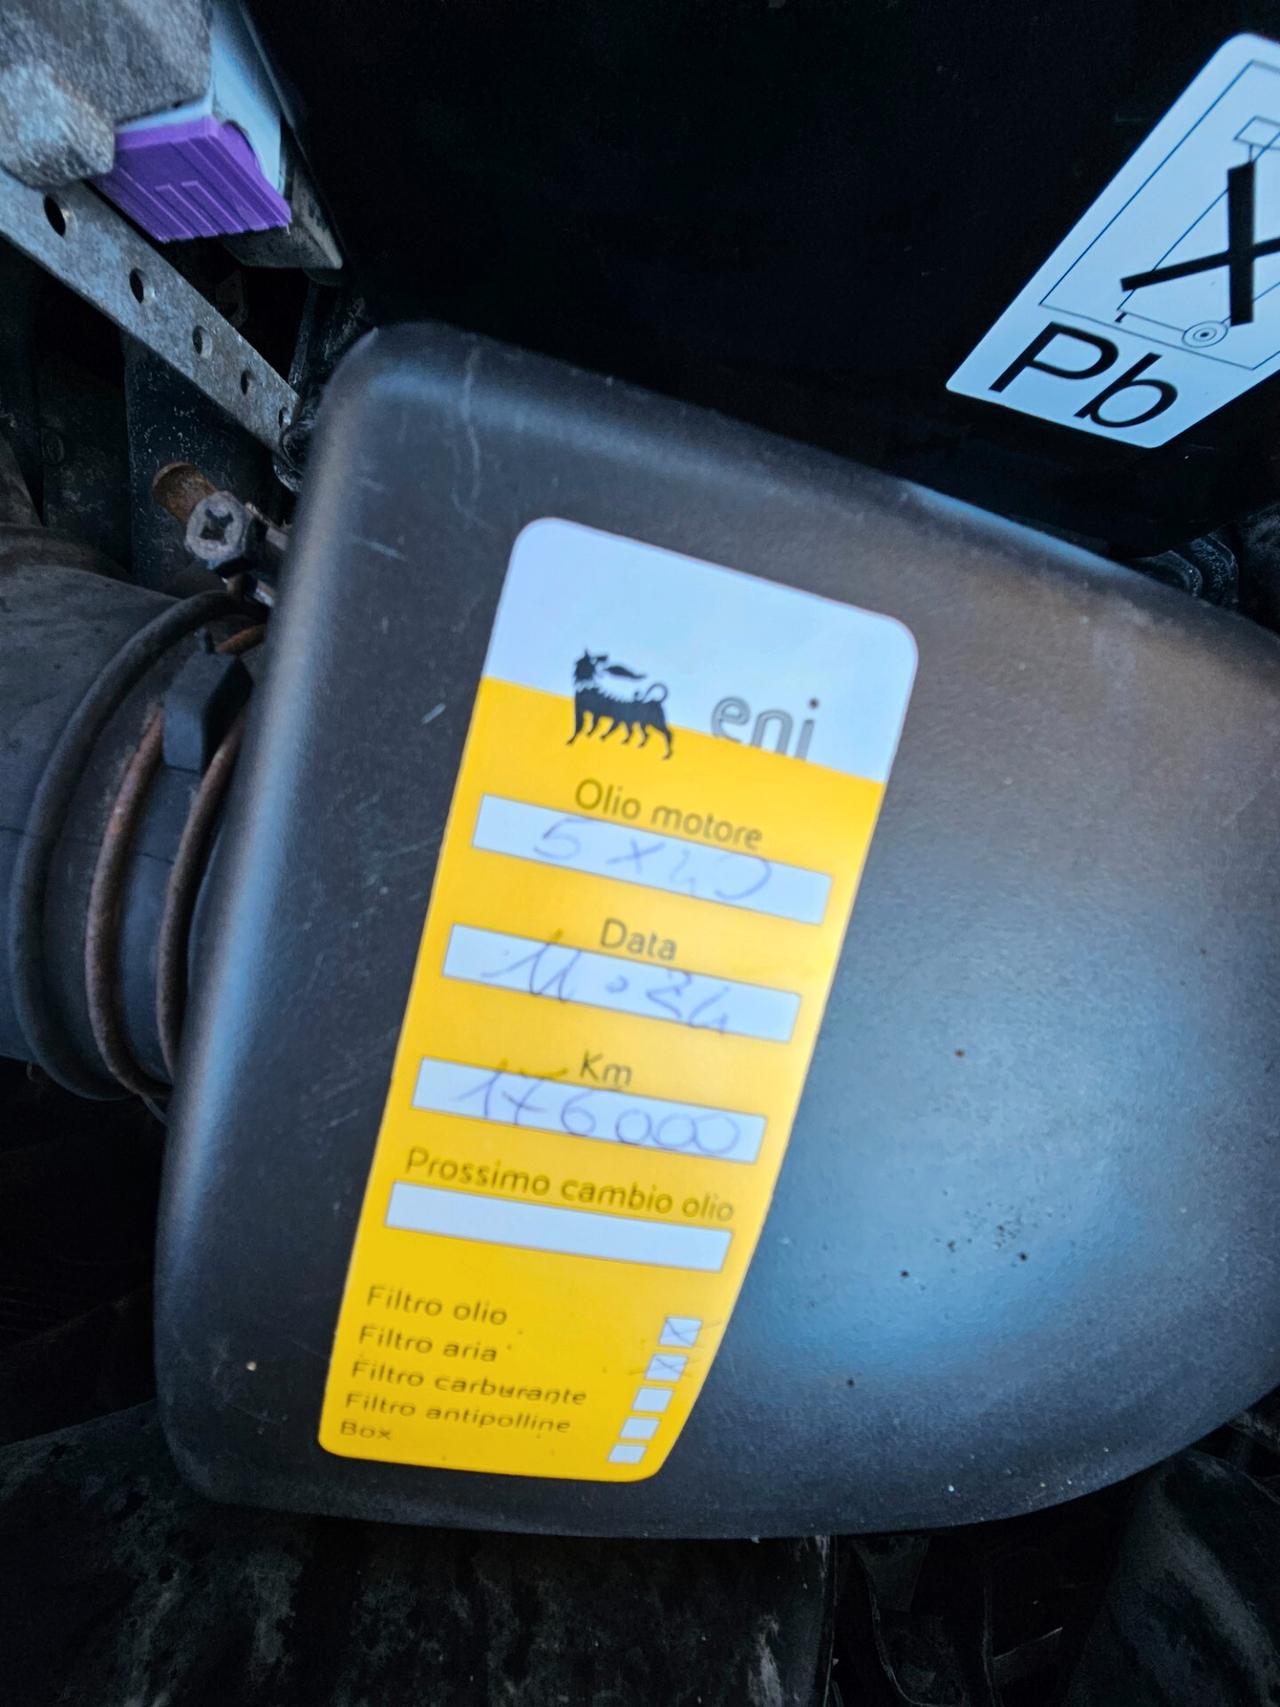 Pb
eni
Olio motore
5 x 40
Data
11 . 24
Km
176000
Prossimo cambio olio
Filtro olio
Filtro aria
Filtro carburante
Filtro antipolline
Box